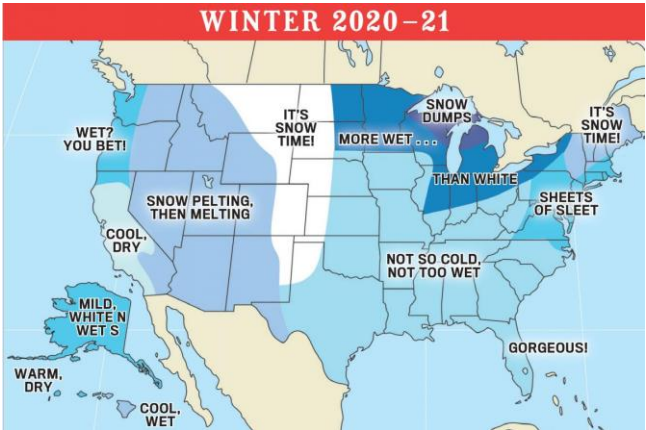 WINTER 2020–21
WET?
YOU BET!
IT'S
SNOW
TIME!
SNOW
DUMPS
MORE WET . . .
THAN WHITE
IT'S
SNOW
TIME!
SNOW PELTING,
THEN MELTING
COOL,
DRY
SHEETS
OF SLEET
NOT SO COLD,
NOT TOO WET
MILD,
WHITE N
WET S
GORGEOUS!
WARM,
DRY
COOL,
WET